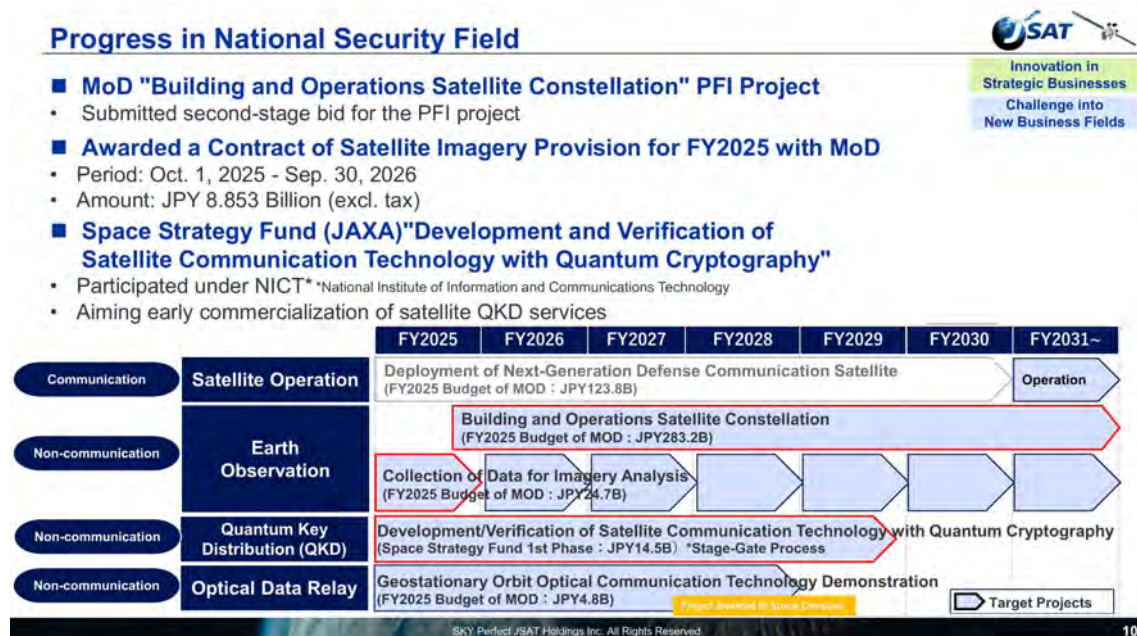 Progress in National Security Field
JSAT
Innovation in
Strategic Businesses
Challenge into
New Business Fields
■ MoD "Building and Operations Satellite Constellation" PFI Project
• Submitted second-stage bid for the PFI project
■ Awarded a Contract of Satellite Imagery Provision for FY2025 with MoD
• Period: Oct. 1, 2025 - Sep. 30, 2026
• Amount: JPY 8.853 Billion (excl. tax)
■ Space Strategy Fund (JAXA)"Development and Verification of
Satellite Communication Technology with Quantum Cryptography"
• Participated under NICT* *National Institute of Information and Communications Technology
• Aiming early commercialization of satellite QKD services
FY2025 FY2026 FY2027 FY2028 FY2029 FY2030 FY2031~
Communication
Satellite Operation
Deployment of Next-Generation Defense Communication Satellite
(FY2025 Budget of MOD：JPY123.8B)
Operation
Non-communication
Earth
Observation
Building and Operations Satellite Constellation
(FY2025 Budget of MOD : JPY283.2B)
Collection of Data for Imagery Analysis
(FY2025 Budget of MOD : JPY24.7B)
Non-communication
Quantum Key
Distribution (QKD)
Development/Verification of Satellite Communication Technology with Quantum Cryptography
(Space Strategy Fund 1st Phase：JPY14.5B) *Stage-Gate Process
Non-communication
Optical Data Relay
Geostationary Orbit Optical Communication Technology Demonstration
(FY2025 Budget of MOD：JPY4.8B)
Project Awarded to Space Compass
Target Projects
SKY Perfect JSAT Holdings Inc. All Rights Reserved.
10